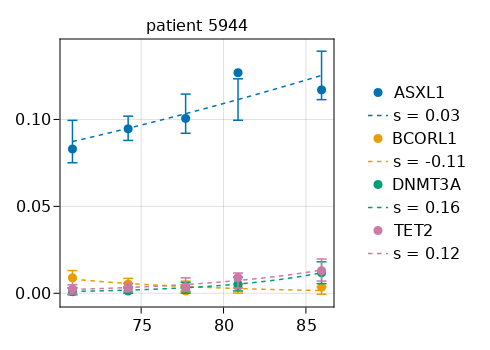 patient 5944
0.10
0.05
0.00
75
80
85
ASXL1
s = 0.03
BCORL1
s = -0.11
DNMT3A
s = 0.16
TET2
s = 0.12